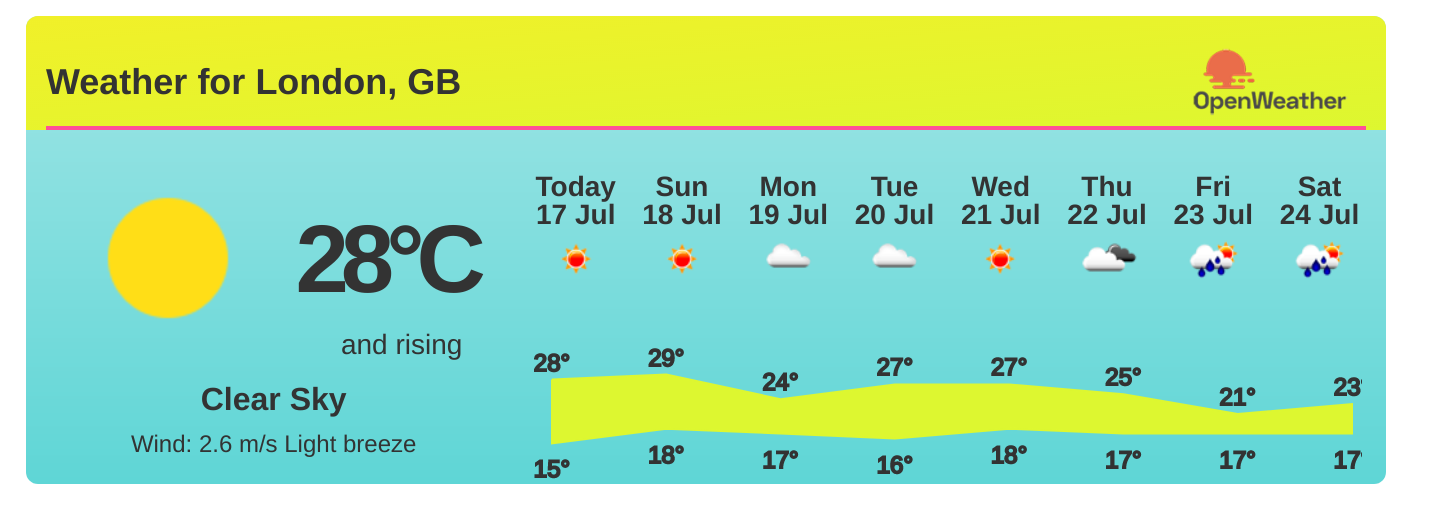 Weather for London, GB
OpenWeather
28°C
and rising
Clear Sky
Wind: 2.6 m/s Light breeze
Today Sun Mon Tue Wed Thu Fri Sat
17 Jul 18 Jul 19 Jul 20 Jul 21 Jul 22 Jul 23 Jul 24 Jul
28° 29° 24° 27° 27° 25° 21° 23°
15° 18° 17° 16° 18° 17° 17° 17°